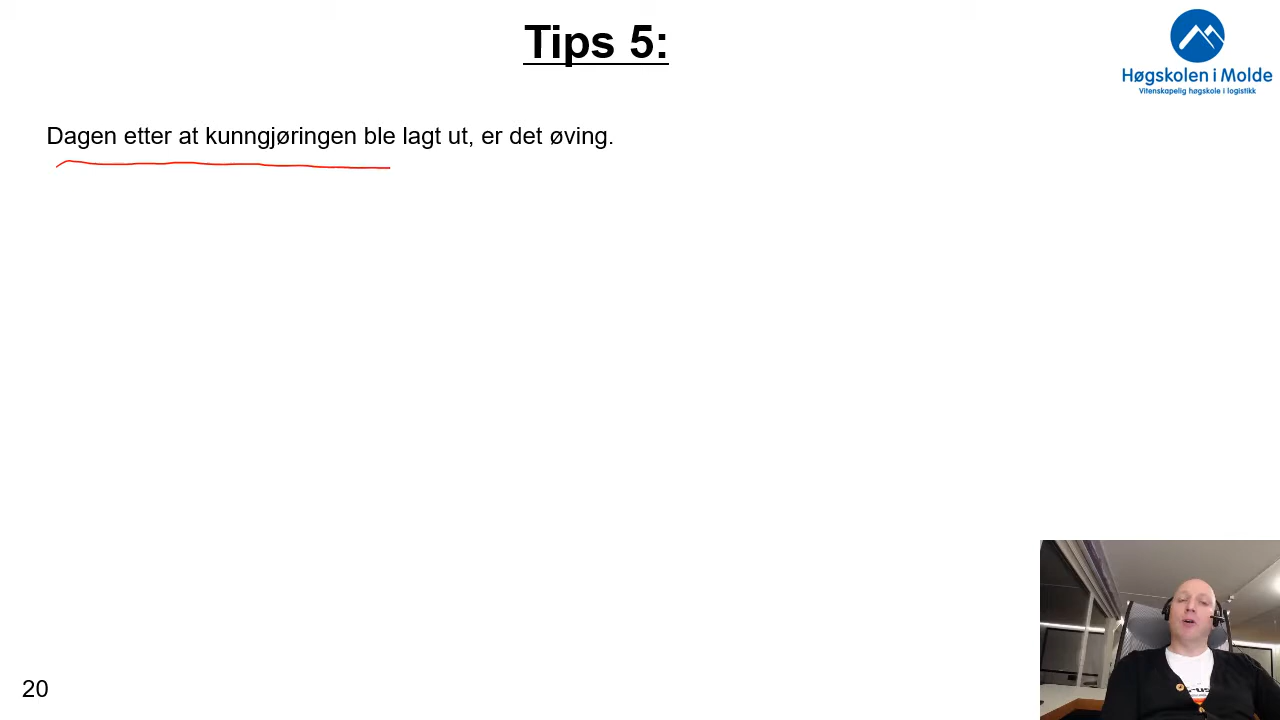 Tips 5:
Høgskolen i Molde
Vitenskapelig høgskole i logistikk
Dagen etter at kunngjøringen ble lagt ut, er det øving.
20